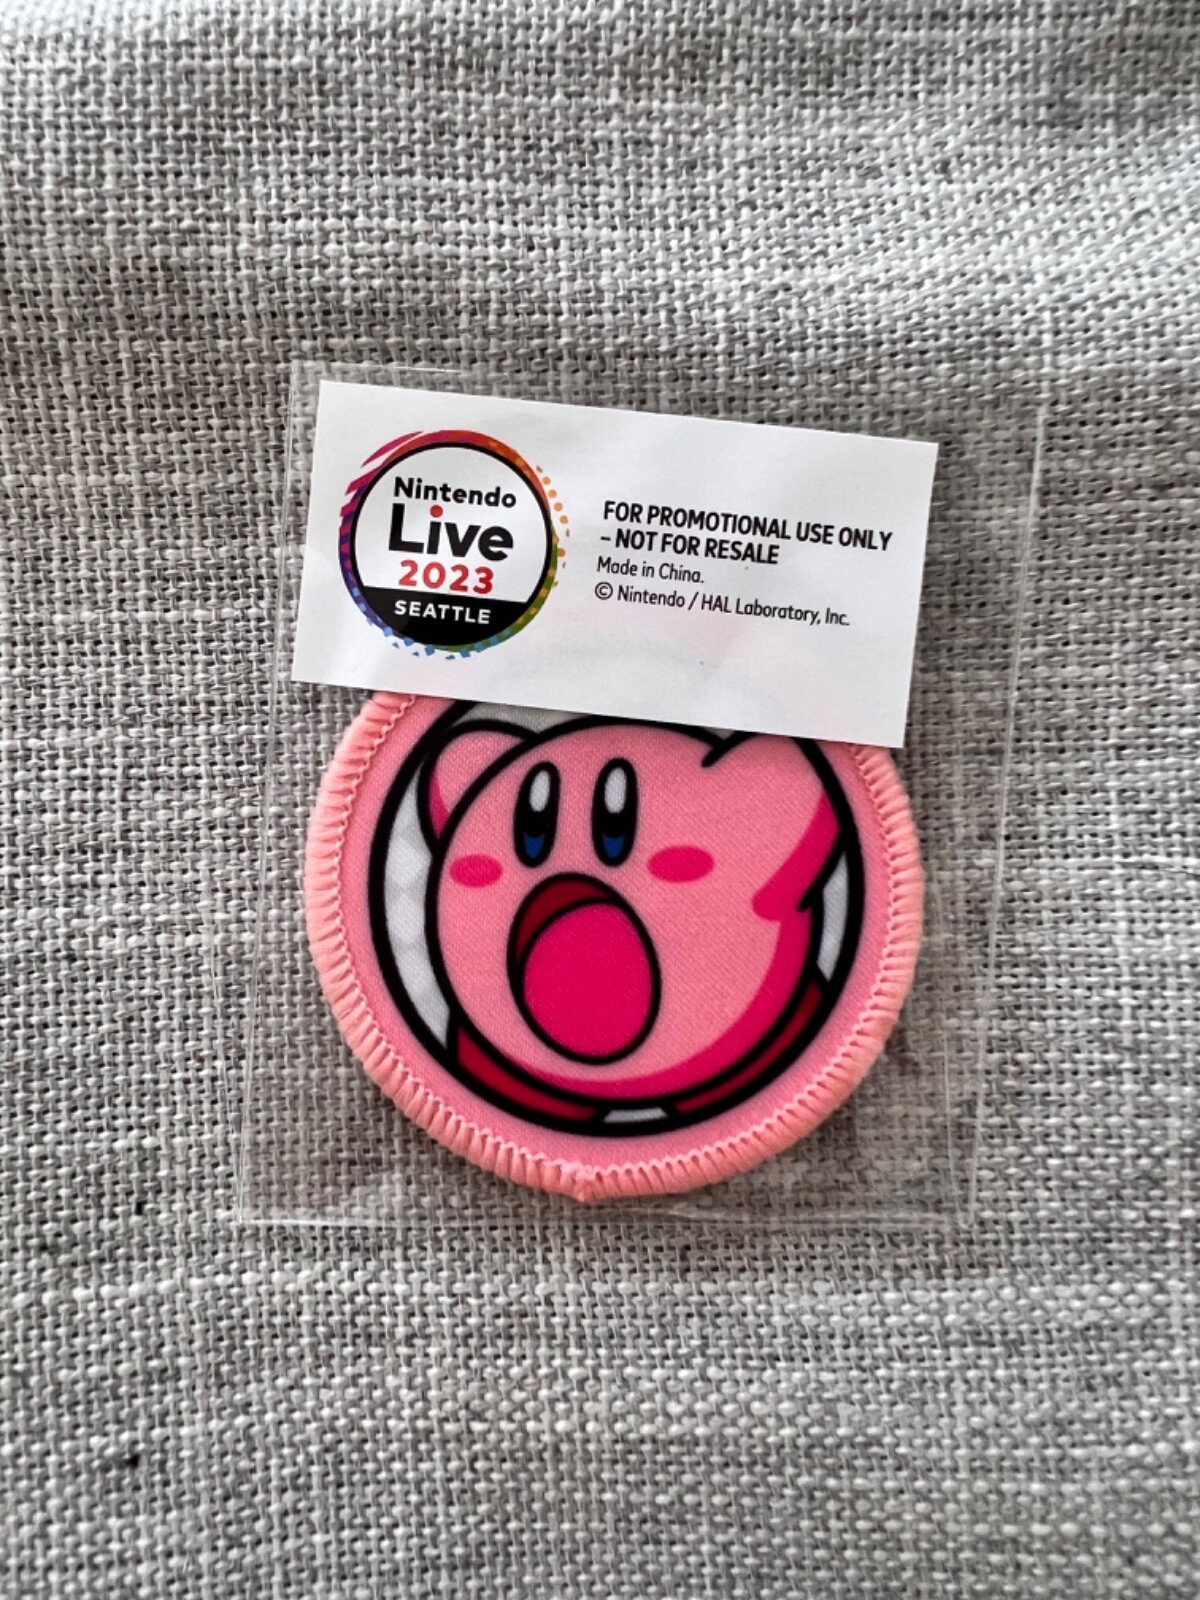 Nintendo
Live
2023
SEATTLE
FOR PROMOTIONAL USE ONLY
– NOT FOR RESALE
Made in China.
© Nintendo / HAL Laboratory, Inc.